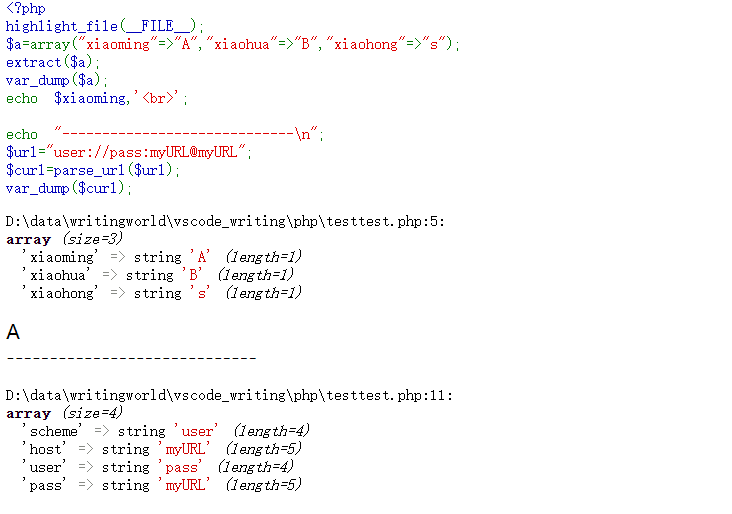 <?php
highlight_file(__FILE__);
$a=array("xiaoming"=>"A","xiaohua"=>"B","xiaohong"=>"s");
extract($a);
var_dump($a);
echo  $xiaoming,'<br>';
echo  "-----------------------------\n";
$url="user://pass:myURL@myURL";
$curl=parse_url($url);
var_dump($curl);
D:\data\writingworld\vscode_writing\php\testtest.php:5:
array (size=3)
  'xiaoming' => string 'A' (length=1)
  'xiaohua' => string 'B' (length=1)
  'xiaohong' => string 's' (length=1)
A
-----------------------------
D:\data\writingworld\vscode_writing\php\testtest.php:11:
array (size=4)
  'scheme' => string 'user' (length=4)
  'host' => string 'myURL' (length=5)
  'user' => string 'pass' (length=4)
  'pass' => string 'myURL' (length=5)